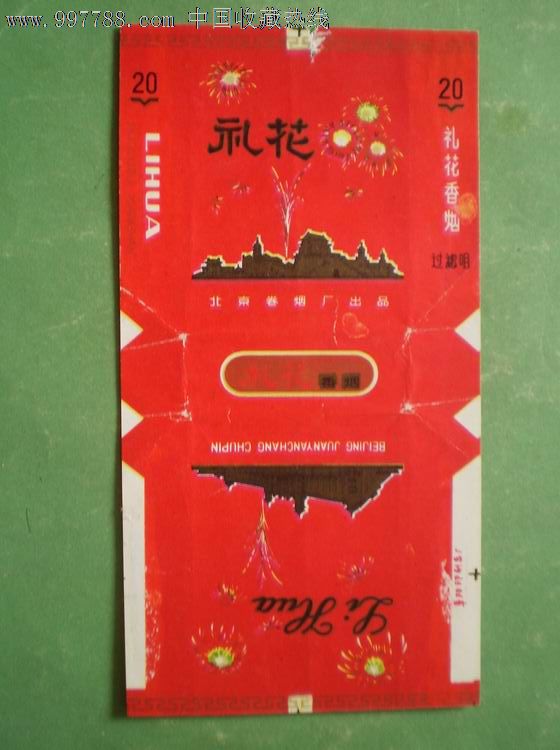 www.997788.com 中国收藏热线
20
20
LIHUA
礼花
礼花香烟
过滤咀
北京卷烟厂出品
香烟
BEIJING JUANYANCHANG CHUPIN
Li Hua